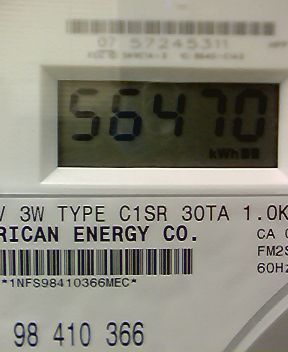 07 57245311
56470
kWh
V 3W TYPE C1SR 30TA 1.0K
RICAN ENERGY CO.
CA 0
FM2S
60Hz
*1NFS98410366MEC*
98 410 366